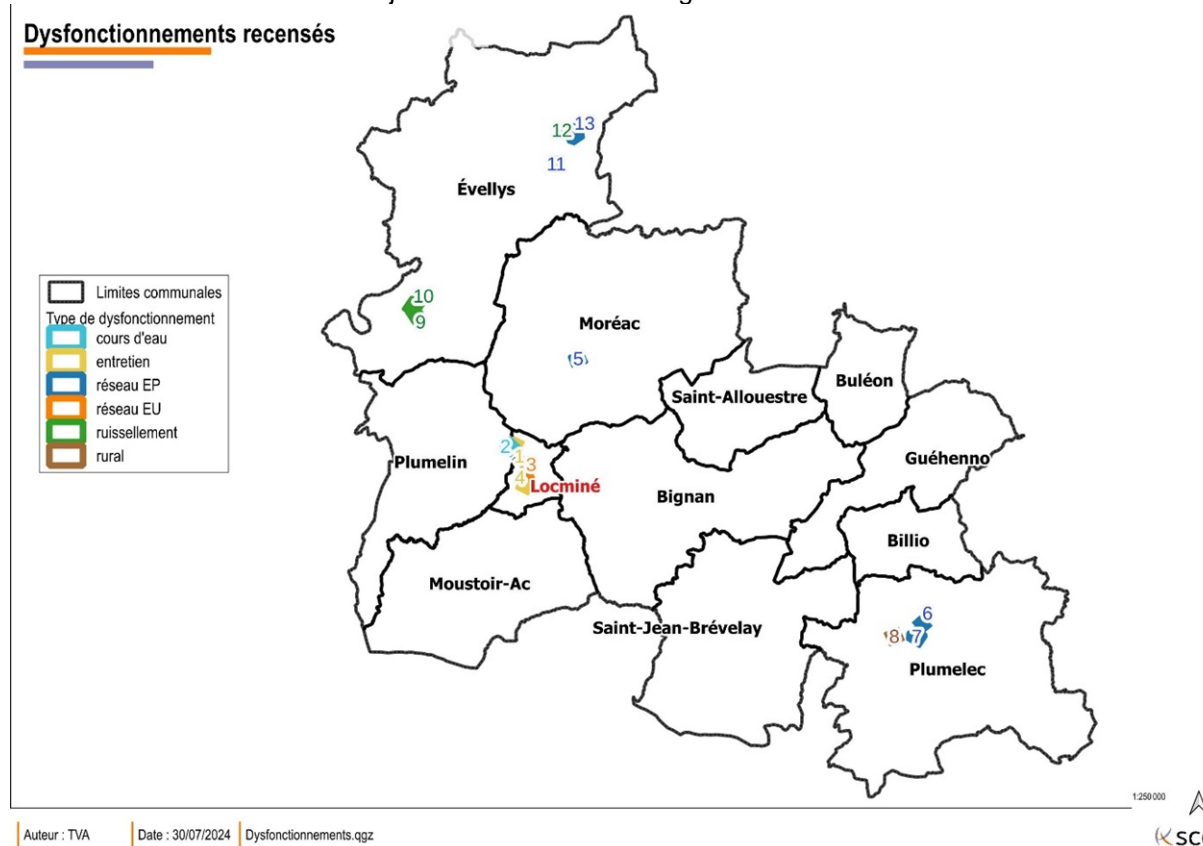 Dysfonctionnements recensés
13
12
11
Évellys
10
9
Limites communales
Type de dysfonctionnement
cours d'eau
entretien
réseau EP
réseau EU
ruissellement
rural
Moréac
5
Saint-Allouestre
Buléon
2
1
3
4
Locminé
Plumelin
Guéhenno
Bignan
Billio
Moustoir-Ac
Saint-Jean-Brévelay
6
8
7
Plumelec
1:250 000
Auteur : TVA
Date : 30/07/2024
Dysfonctionnements.qgz